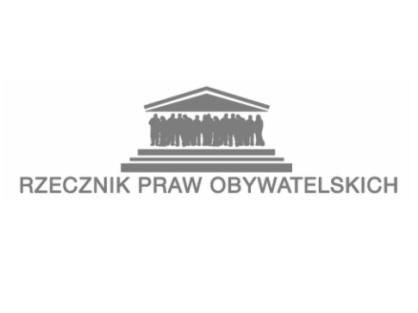 RZECZNIK PRAW OBYWATELSKICH